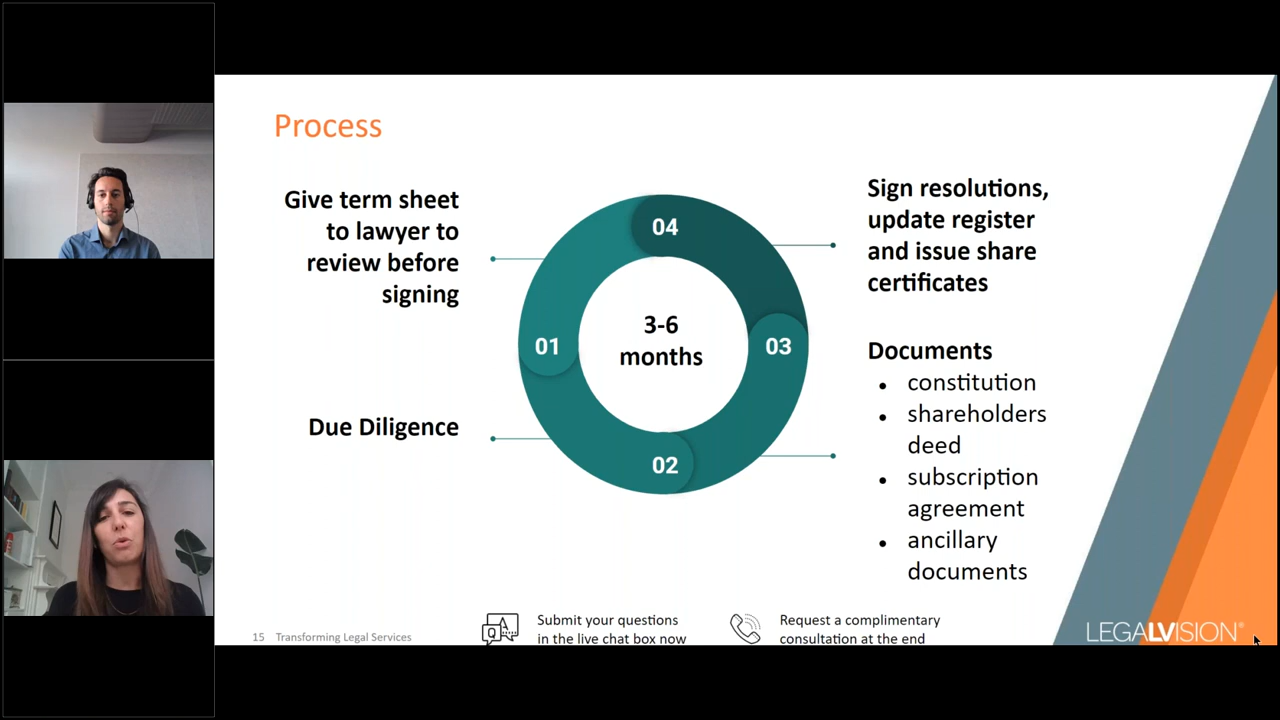 Process
Give term sheet
to lawyer to
review before
signing
Due Diligence
01
02
03
04
3-6
months
Sign resolutions,
update register
and issue share
certificates
Documents
• constitution
• shareholders
deed
• subscription
agreement
• ancillary
documents
15 Transforming Legal Services
Q A
Submit your questions
in the live chat box now
Request a complimentary
consultation at the end
LEGALVISION®